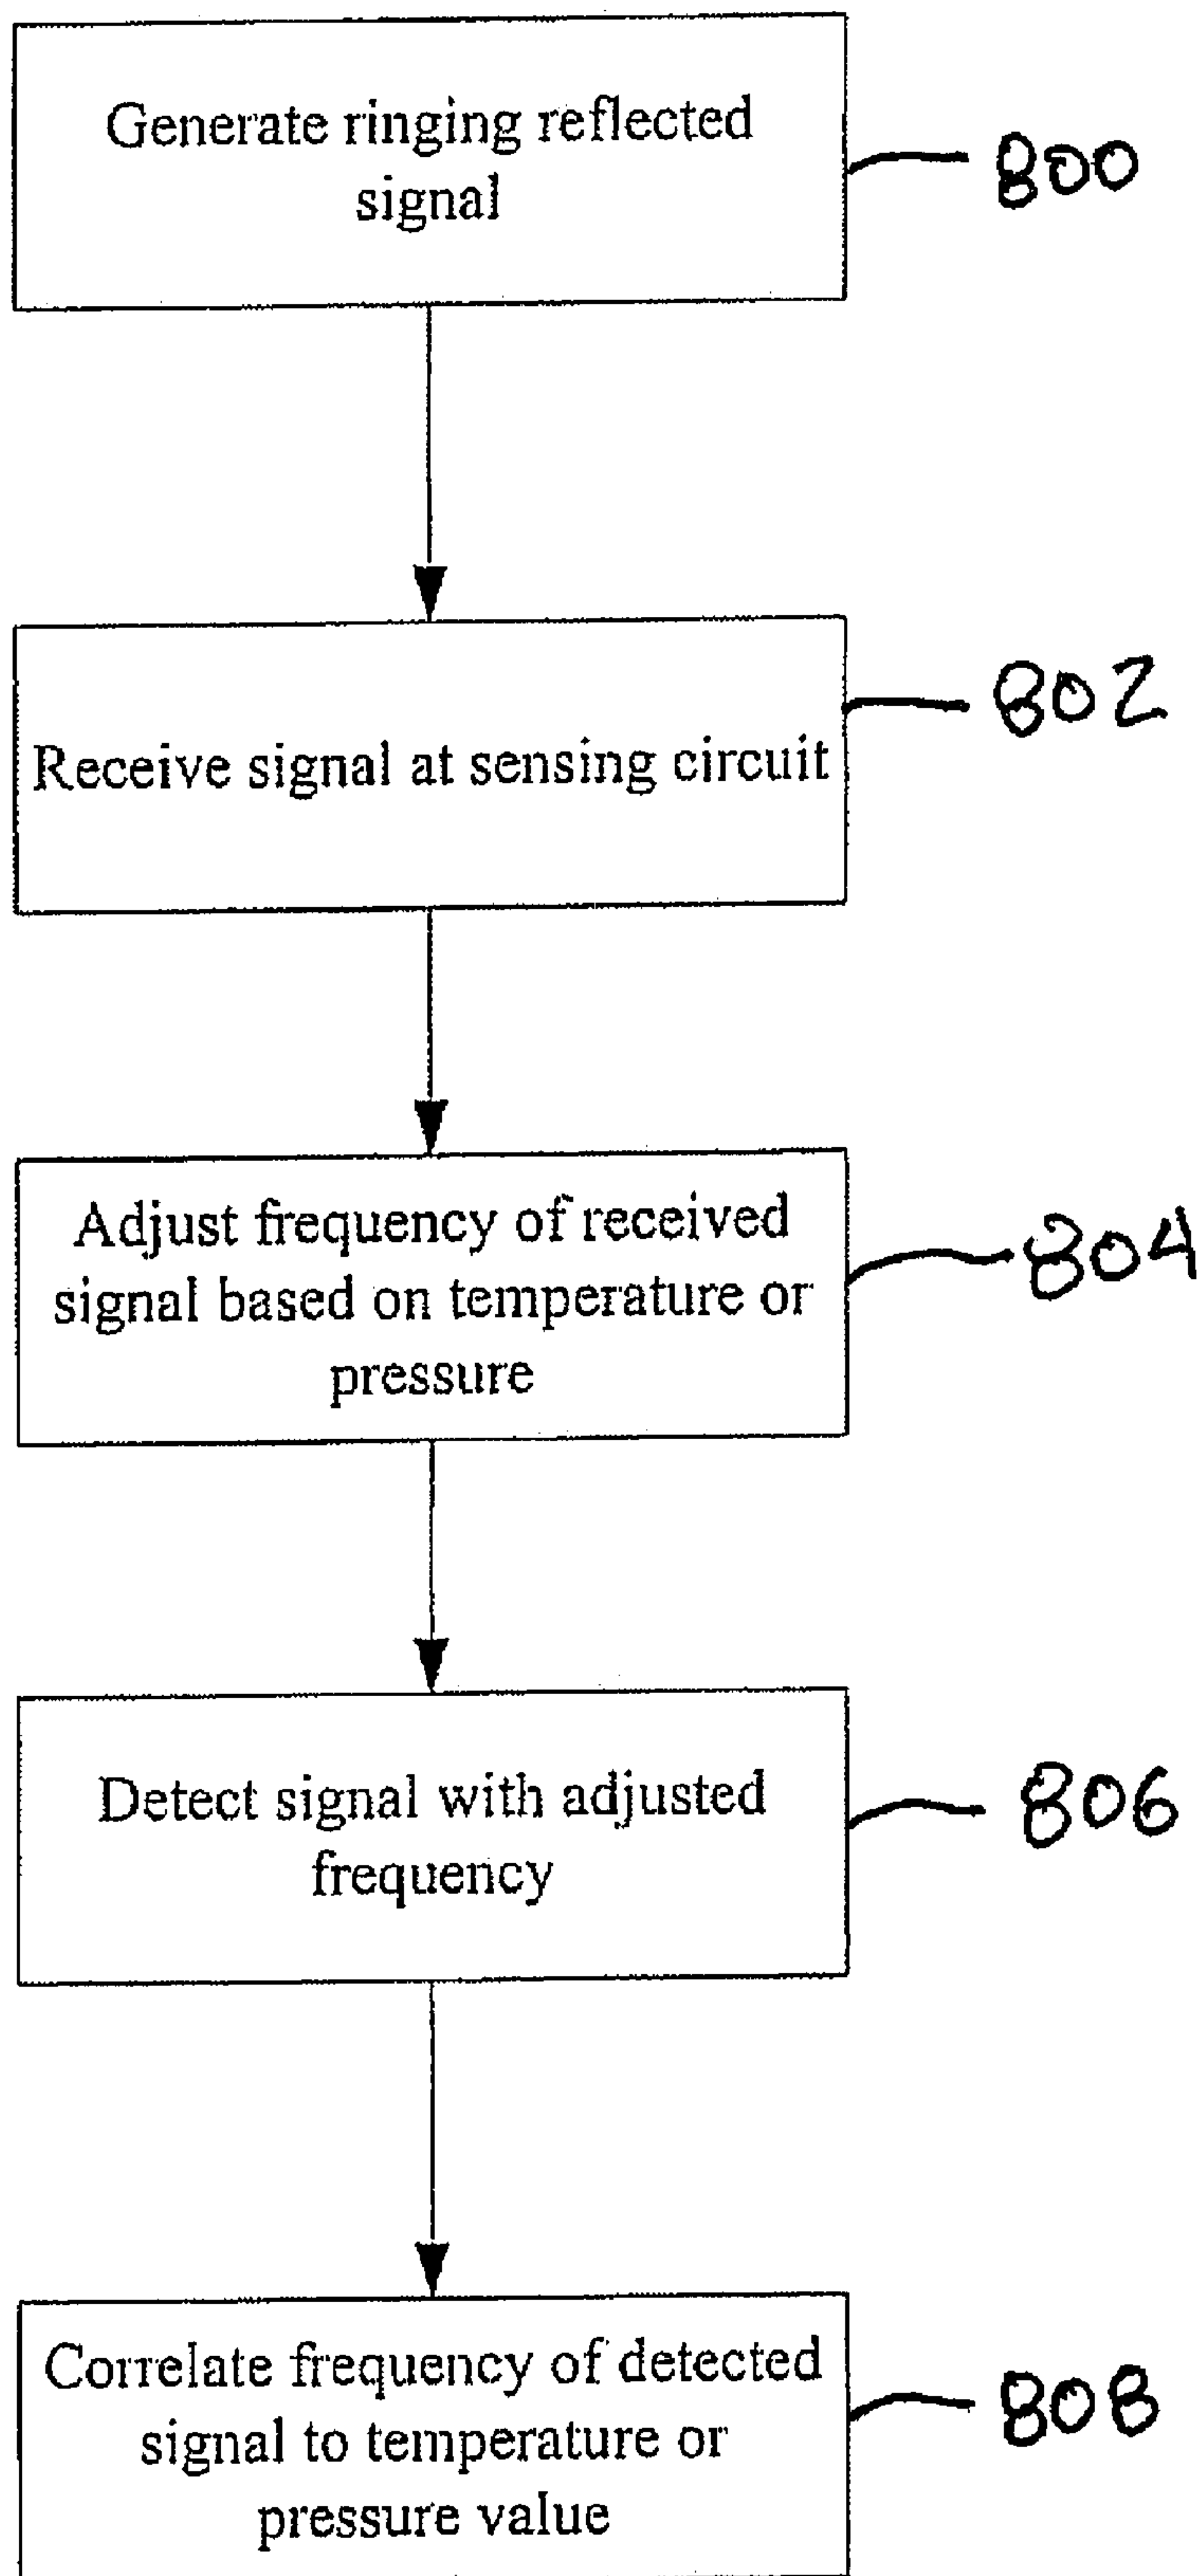 Generate ringing reflected
signal
800
Receive signal at sensing circuit
802
Adjust frequency of received
signal based on temperature or
pressure
804
Detect signal with adjusted
frequency
806
Correlate frequency of detected
signal to temperature or
pressure value
808